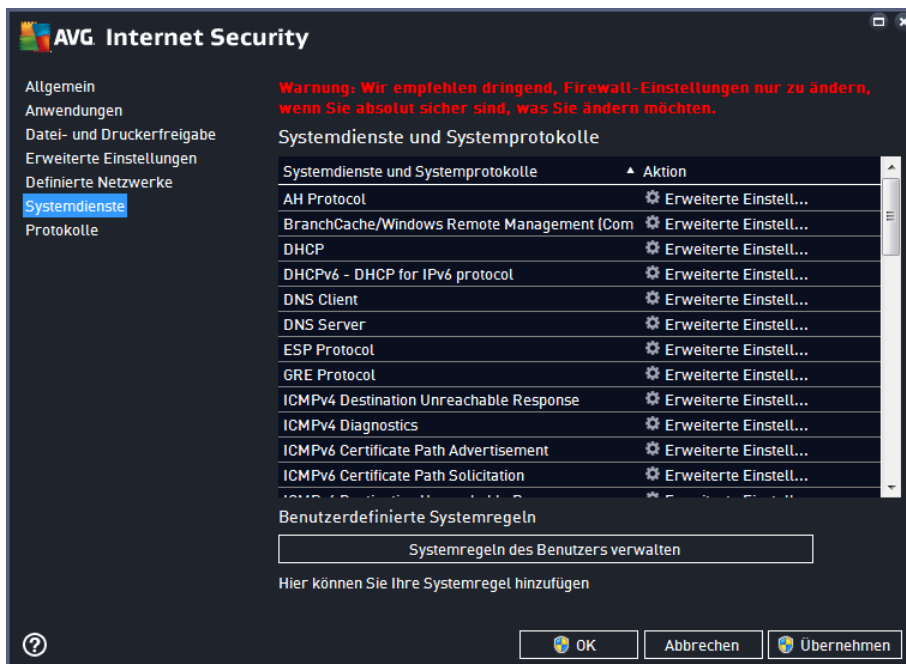 AVG Internet Security
Allgemein
Anwendungen
Datei- und Druckerfreigabe
Erweiterte Einstellungen
Definierte Netzwerke
Systemdienste
Protokolle
Warnung: Wir empfehlen dringend, Firewall-Einstellungen nur zu ändern,
wenn Sie absolut sicher sind, was Sie ändern möchten.
Systemdienste und Systemprotokolle
Systemdienste und Systemprotokolle Aktion
AH Protocol Erweiterte Einstell...
BranchCache/Windows Remote Management (Com Erweiterte Einstell...
DHCP Erweiterte Einstell...
DHCPv6 - DHCP for IPv6 protocol Erweiterte Einstell...
DNS Client Erweiterte Einstell...
DNS Server Erweiterte Einstell...
ESP Protocol Erweiterte Einstell...
GRE Protocol Erweiterte Einstell...
ICMPv4 Destination Unreachable Response Erweiterte Einstell...
ICMPv4 Diagnostics Erweiterte Einstell...
ICMPv6 Certificate Path Advertisement Erweiterte Einstell...
ICMPv6 Certificate Path Solicitation Erweiterte Einstell...
Benutzerdefinierte Systemregeln
Systemregeln des Benutzers verwalten
Hier können Sie Ihre Systemregel hinzufügen
OK Abbrechen Übernehmen